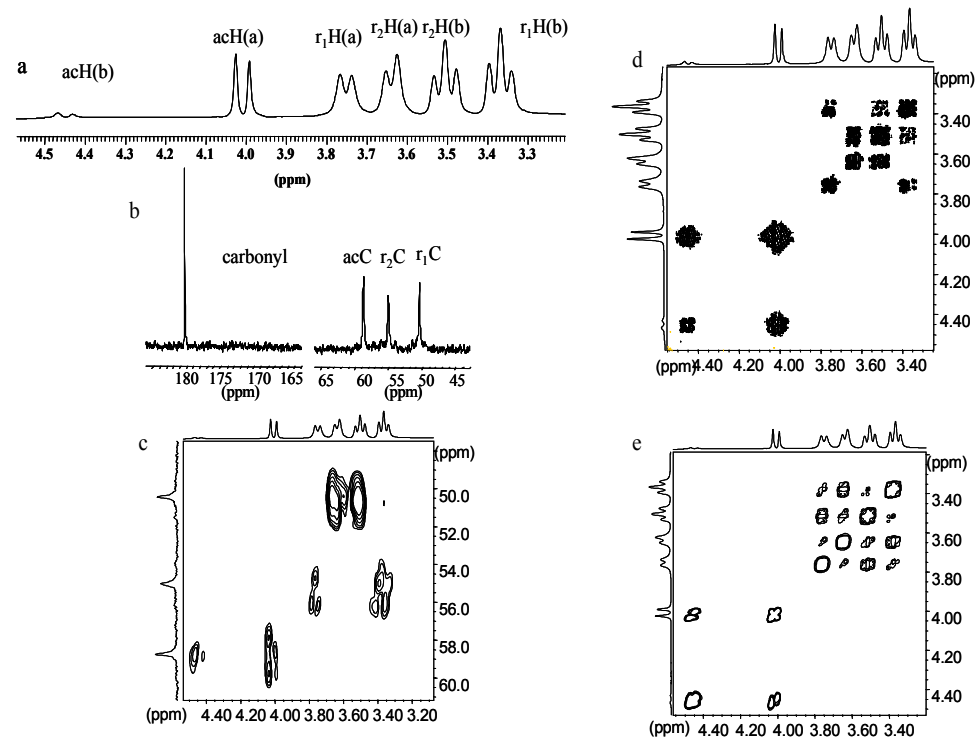 a
acH(b)
acH(a)
r₁H(a)
r₂H(a)
r₂H(b)
r₁H(b)
4.5 4.4 4.3 4.2 4.1 4.0 3.9 3.8 3.7 3.6 3.5 3.4 3.3
(ppm)
b
carbonyl
acC
r₂C
r₁C
180 175 170 165
(ppm)
65 60 55 50 45
(ppm)
c
(ppm)
50.0
52.0
54.0
56.0
58.0
60.0
(ppm) 4.40 4.20 4.00 3.80 3.60 3.40 3.20
d
(ppm)
3.40
3.60
3.80
4.00
4.20
4.40
(ppm) 4.40 4.20 4.00 3.80 3.60 3.40
e
(ppm)
3.40
3.60
3.80
4.00
4.20
4.40
(ppm) 4.40 4.20 4.00 3.80 3.60 3.40